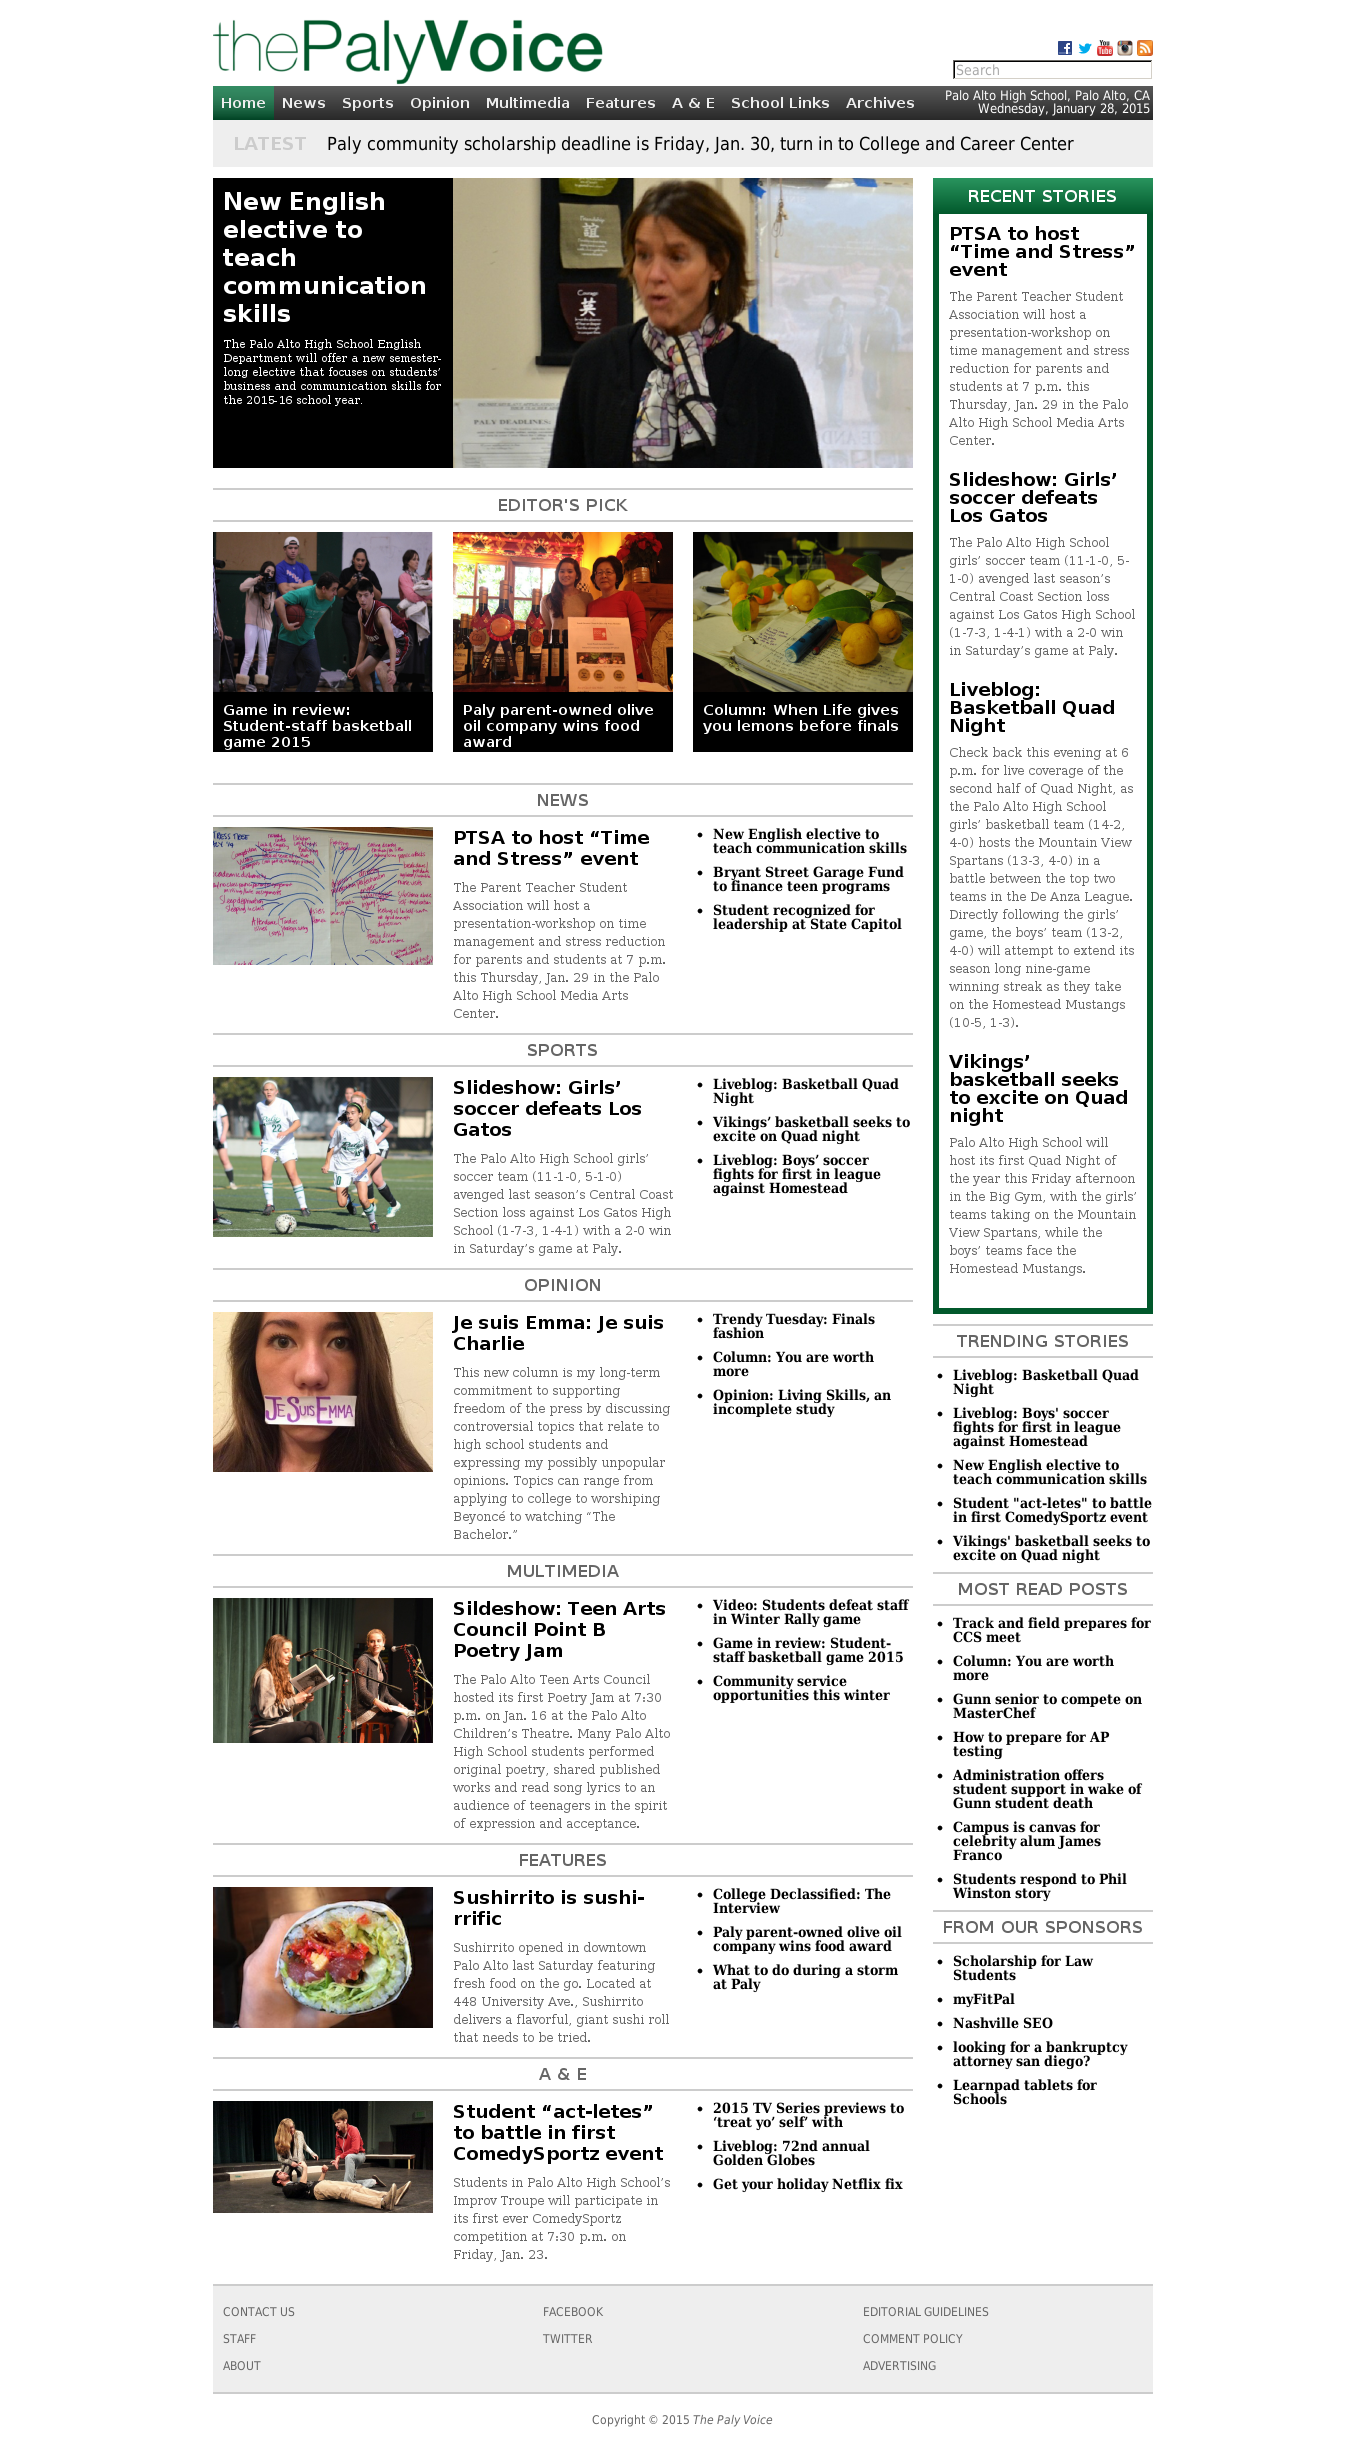 thePalyVoice
Search
Home News Sports Opinion Multimedia Features A & E School Links Archives
Palo Alto High School, Palo Alto, CA
Wednesday, January 28, 2015
LATEST Paly community scholarship deadline is Friday, Jan. 30, turn in to College and Career Center
New English
elective to
teach
communication
skills
The Palo Alto High School English
Department will offer a new semester-
long elective that focuses on students’
business and communication skills for
the 2015-16 school year.
PALY DEADLINES:
EDITOR'S PICK
Game in review:
Student-staff basketball
game 2015
Paly parent-owned olive
oil company wins food
award
Column: When Life gives
you lemons before finals
NEWS
PTSA to host “Time
and Stress” event
The Parent Teacher Student
Association will host a
presentation-workshop on time
management and stress reduction
for parents and students at 7 p.m.
this Thursday, Jan. 29 in the Palo
Alto High School Media Arts
Center.
• New English elective to
teach communication skills
• Bryant Street Garage Fund
to finance teen programs
• Student recognized for
leadership at State Capitol
SPORTS
Slideshow: Girls’
soccer defeats Los
Gatos
The Palo Alto High School girls’
soccer team (11-1-0, 5-1-0)
avenged last season’s Central Coast
Section loss against Los Gatos High
School (1-7-3, 1-4-1) with a 2-0 win
in Saturday’s game at Paly.
• Liveblog: Basketball Quad
Night
• Vikings’ basketball seeks to
excite on Quad night
• Liveblog: Boys’ soccer
fights for first in league
against Homestead
OPINION
JE SUIS EMMA
Je suis Emma: Je suis
Charlie
This new column is my long-term
commitment to supporting
freedom of the press by discussing
controversial topics that relate to
high school students and
expressing my possibly unpopular
opinions. Topics can range from
applying to college to worshiping
Beyoncé to watching “The
Bachelor.”
• Trendy Tuesday: Finals
fashion
• Column: You are worth
more
• Opinion: Living Skills, an
incomplete study
MULTIMEDIA
Sildeshow: Teen Arts
Council Point B
Poetry Jam
The Palo Alto Teen Arts Council
hosted its first Poetry Jam at 7:30
p.m. on Jan. 16 at the Palo Alto
Children’s Theatre. Many Palo Alto
High School students performed
original poetry, shared published
works and read song lyrics to an
audience of teenagers in the spirit
of expression and acceptance.
• Video: Students defeat staff
in Winter Rally game
• Game in review: Student-
staff basketball game 2015
• Community service
opportunities this winter
FEATURES
Sushirrito is sushi-
rrific
Sushirrito opened in downtown
Palo Alto last Saturday featuring
fresh food on the go. Located at
448 University Ave., Sushirrito
delivers a flavorful, giant sushi roll
that needs to be tried.
• College Declassified: The
Interview
• Paly parent-owned olive oil
company wins food award
• What to do during a storm
at Paly
A & E
Student “act-letes”
to battle in first
ComedySportz event
Students in Palo Alto High School’s
Improv Troupe will participate in
its first ever ComedySportz
competition at 7:30 p.m. on
Friday, Jan. 23.
• 2015 TV Series previews to
‘treat yo’ self’ with
• Liveblog: 72nd annual
Golden Globes
• Get your holiday Netflix fix
RECENT STORIES
PTSA to host
“Time and Stress”
event
The Parent Teacher Student
Association will host a
presentation-workshop on
time management and stress
reduction for parents and
students at 7 p.m. this
Thursday, Jan. 29 in the Palo
Alto High School Media Arts
Center.
Slideshow: Girls’
soccer defeats
Los Gatos
The Palo Alto High School
girls’ soccer team (11-1-0, 5-
1-0) avenged last season’s
Central Coast Section loss
against Los Gatos High School
(1-7-3, 1-4-1) with a 2-0 win
in Saturday’s game at Paly.
Liveblog:
Basketball Quad
Night
Check back this evening at 6
p.m. for live coverage of the
second half of Quad Night, as
the Palo Alto High School
girls’ basketball team (14-2,
4-0) hosts the Mountain View
Spartans (13-3, 4-0) in a
battle between the top two
teams in the De Anza League.
Directly following the girls’
game, the boys’ team (13-2,
4-0) will attempt to extend its
season long nine-game
winning streak as they take
on the Homestead Mustangs
(10-5, 1-3).
Vikings’
basketball seeks
to excite on Quad
night
Palo Alto High School will
host its first Quad Night of
the year this Friday afternoon
in the Big Gym, with the girls’
teams taking on the Mountain
View Spartans, while the
boys’ teams face the
Homestead Mustangs.
TRENDING STORIES
• Liveblog: Basketball Quad
Night
• Liveblog: Boys' soccer
fights for first in league
against Homestead
• New English elective to
teach communication skills
• Student "act-letes" to battle
in first ComedySportz event
• Vikings' basketball seeks to
excite on Quad night
MOST READ POSTS
• Track and field prepares for
CCS meet
• Column: You are worth
more
• Gunn senior to compete on
MasterChef
• How to prepare for AP
testing
• Administration offers
student support in wake of
Gunn student death
• Campus is canvas for
celebrity alum James
Franco
• Students respond to Phil
Winston story
FROM OUR SPONSORS
• Scholarship for Law
Students
• myFitPal
• Nashville SEO
• looking for a bankruptcy
attorney san diego?
• Learnpad tablets for
Schools
CONTACT US
STAFF
ABOUT
FACEBOOK
TWITTER
EDITORIAL GUIDELINES
COMMENT POLICY
ADVERTISING
Copyright © 2015 The Paly Voice